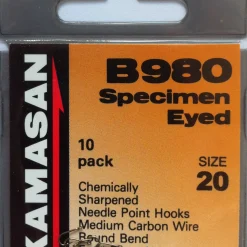 KAMASAN
B980
Specimen
Eyed
10
pack
SIZE
20
Chemically
Sharpened
Needle Point Hooks
Medium Carbon Wire
Round Bend